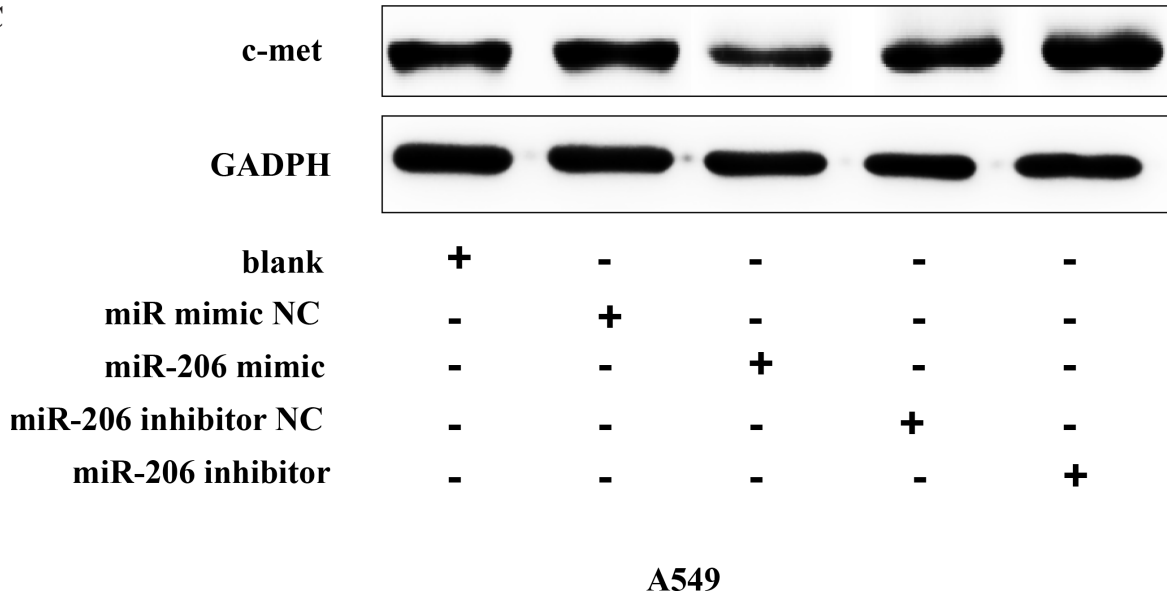 C
c-met
GADPH
blank + - - - -
miR mimic NC - + - - -
miR-206 mimic - - + - -
miR-206 inhibitor NC - - - + -
miR-206 inhibitor - - - - +
A549